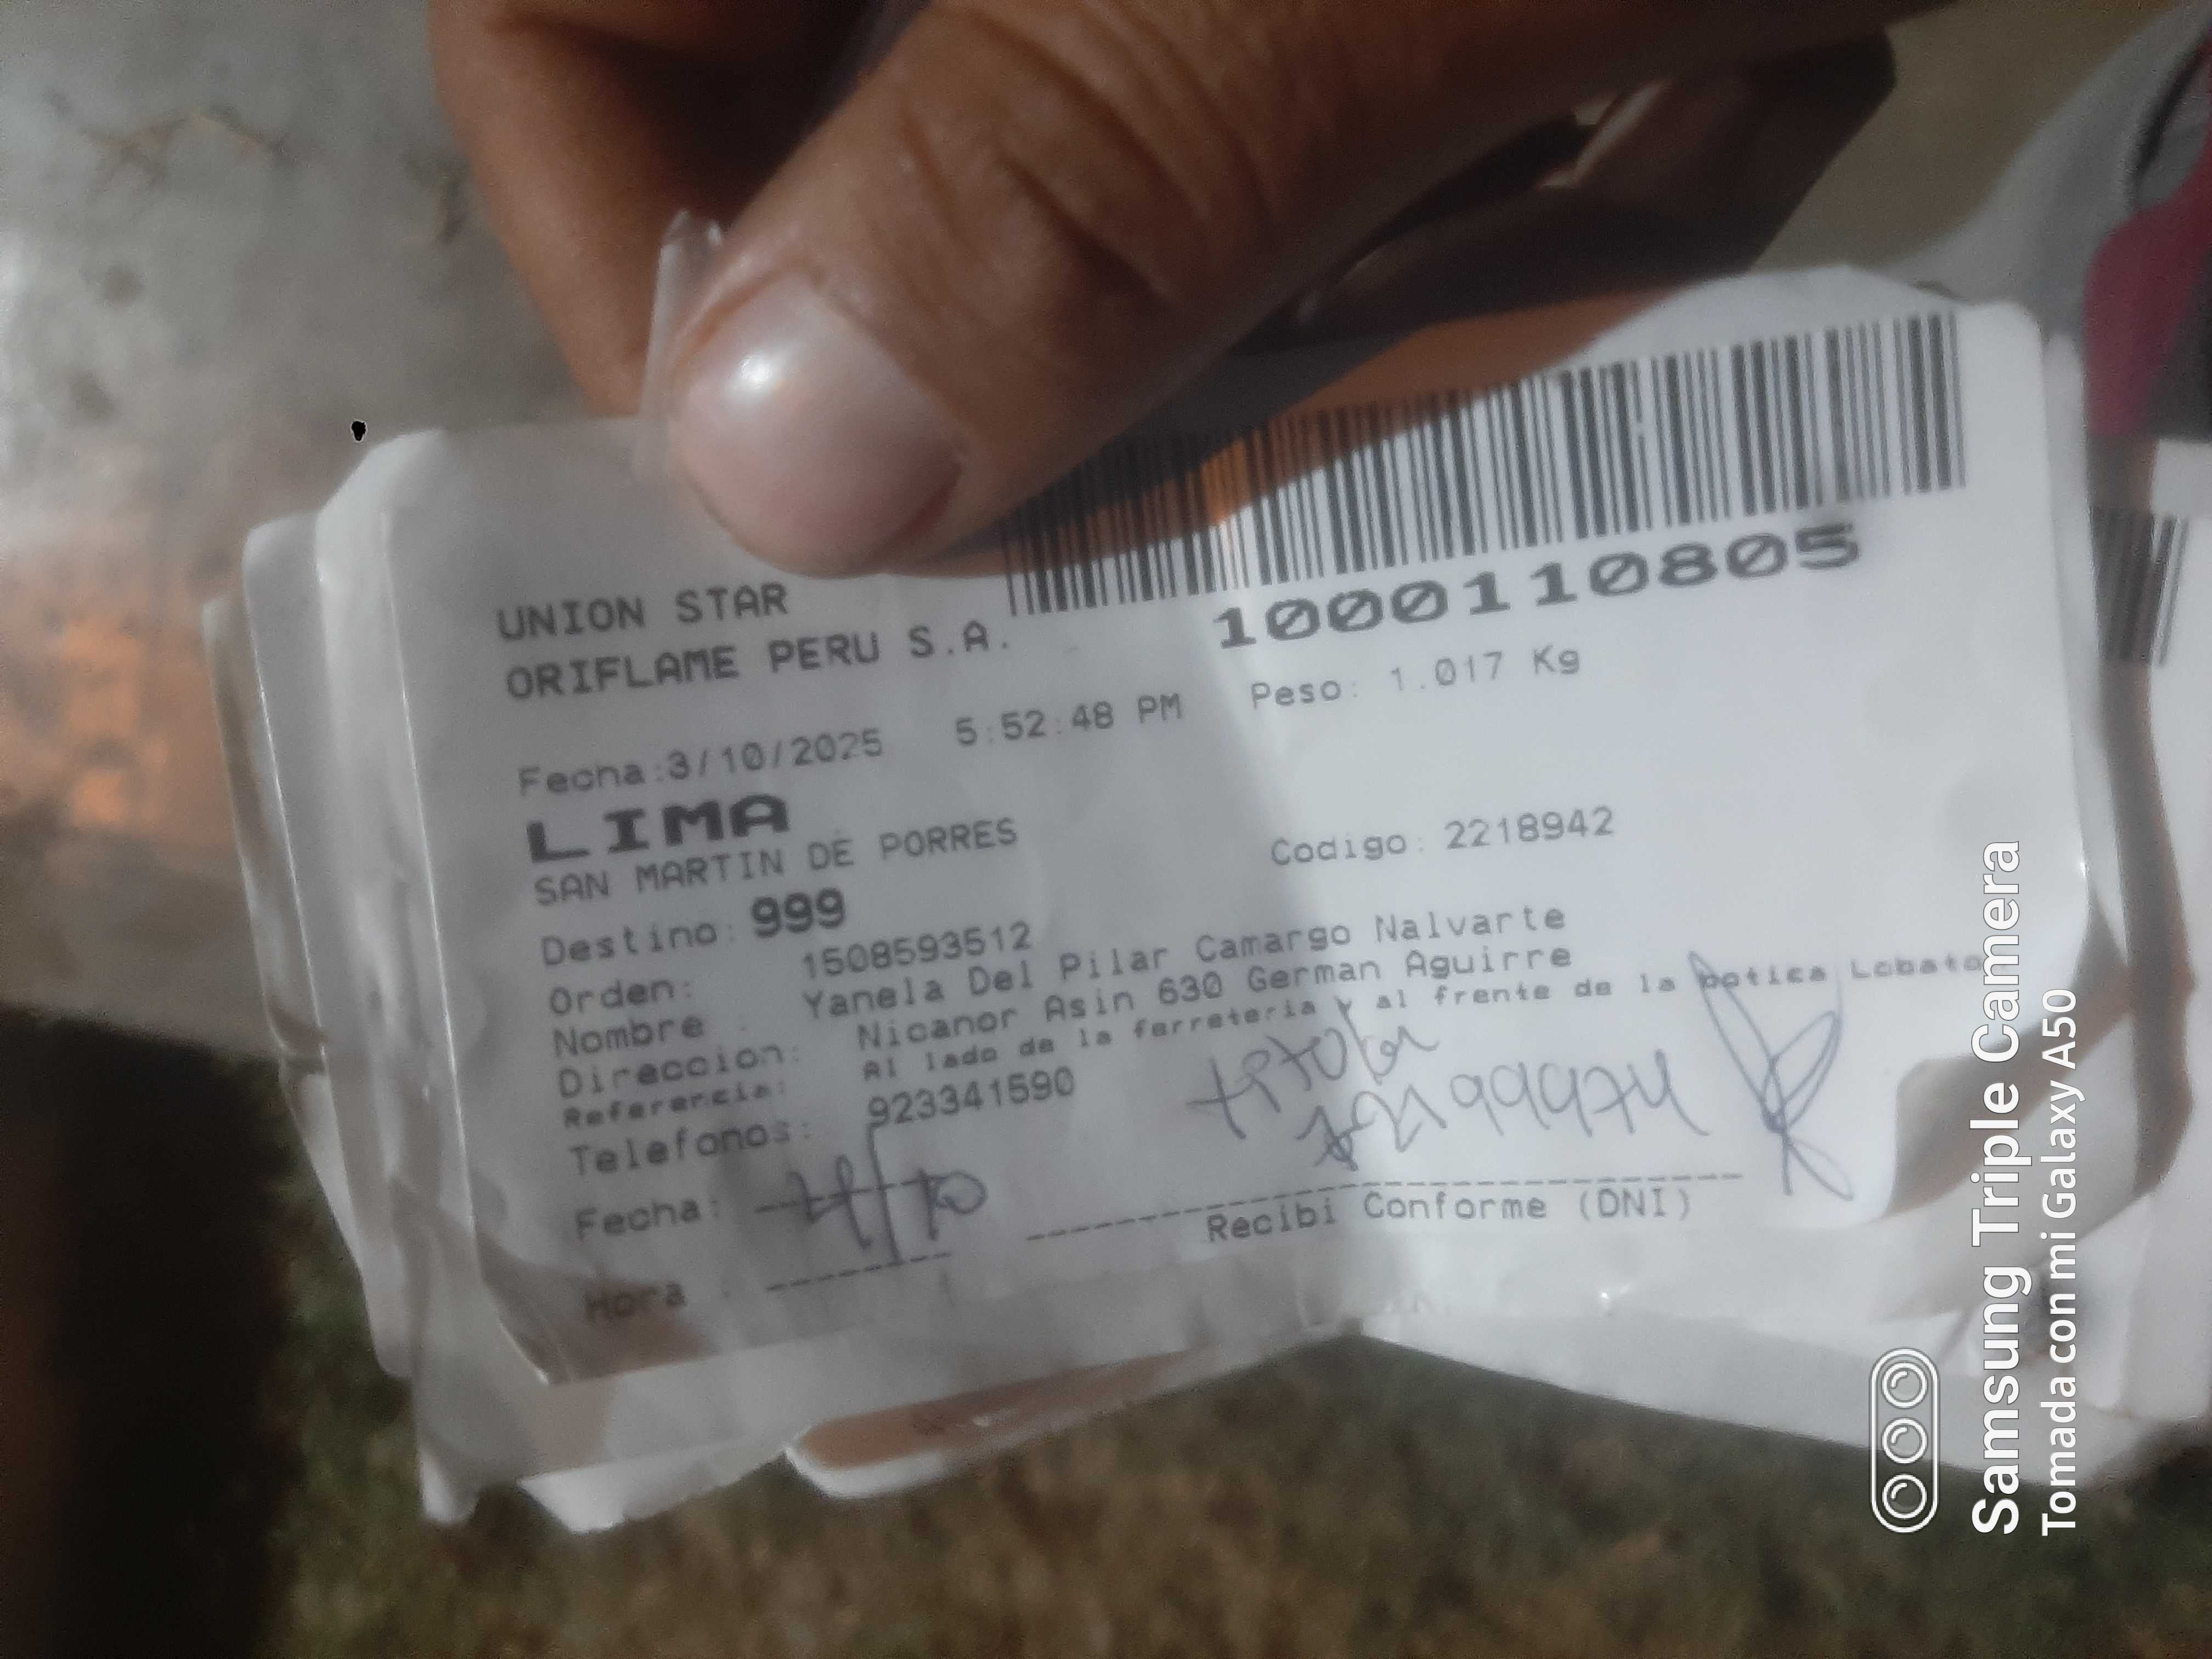 1000110805
UNION STAR
ORIFLAME PERU S.A.
Fecha:3/10/2025 5:52:48 PM Peso: 1.017 Kg
LIMA
SAN MARTIN DE PORRES Codigo: 2218942
Destino: 999
Orden: 1508593512
Nombre : Yanela Del Pilar Camargo Nalvarte
Direccion: Nicanor Asin 630 German Aguirre
Referencia: Al lado de la ferreteria Y al frente de la botica Lobato
Telefonos: 923341590
Fecha: 4/10
Hora :
Recibi Conforme (DNI)
Samsung Triple Camera
Tomada con mi Galaxy A50